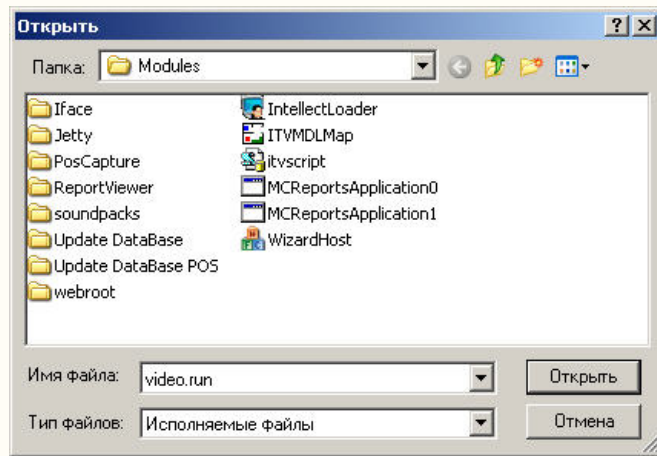 Открыть
Папка: Modules
Iface
Jetty
PosCapture
ReportViewer
soundpacks
Update DataBase
Update DataBase POS
webroot
IntellectLoader
ITVMDLMap
itvscript
MCReportsApplication0
MCReportsApplication1
WizardHost
Имя файла: video.run Открыть
Тип файлов: Исполняемые файлы Отмена